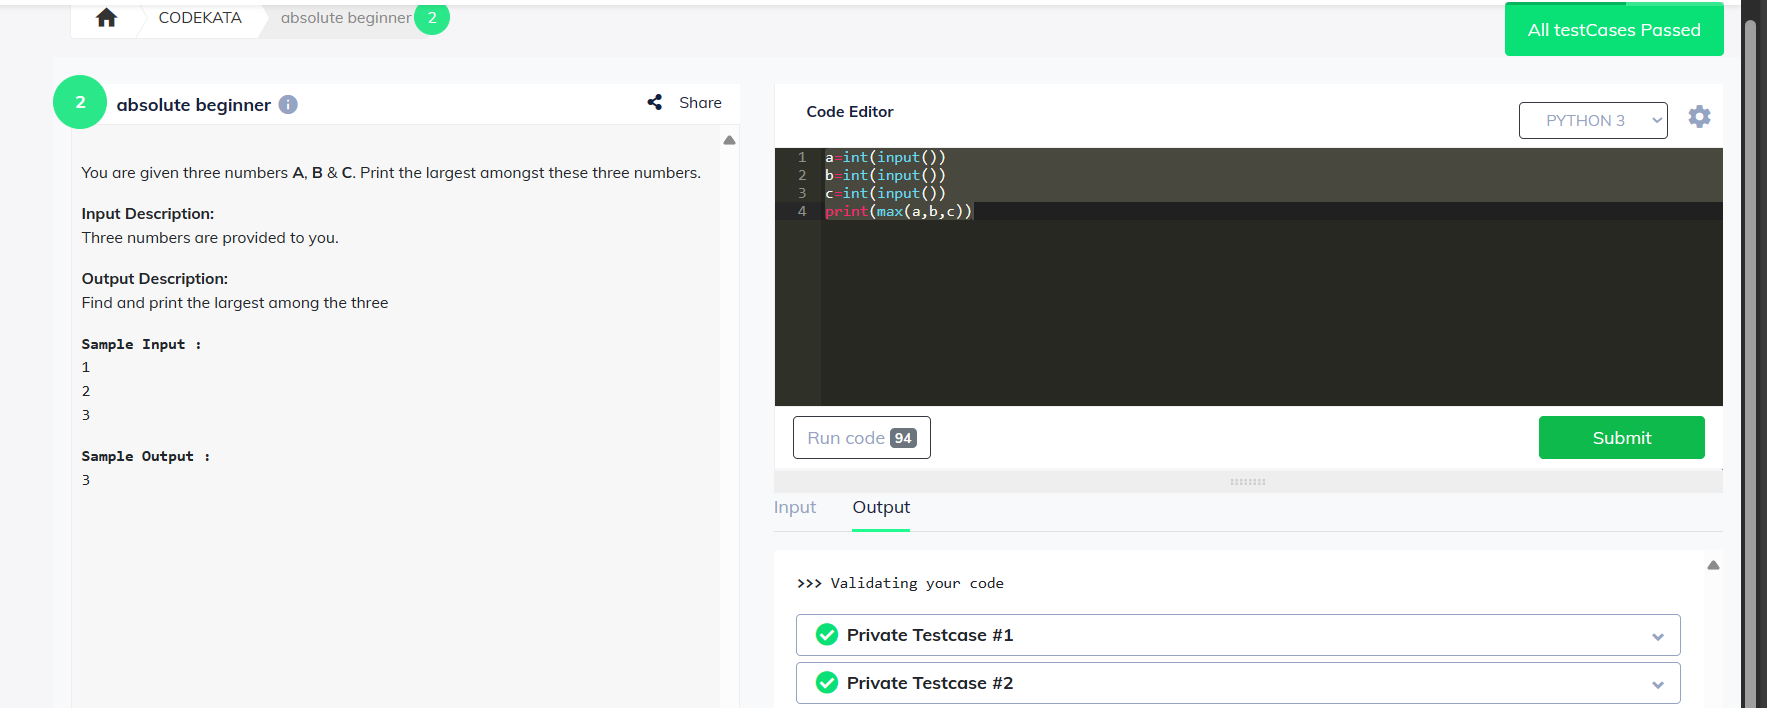 CODEKATA
absolute beginner 2
All testCases Passed
2 absolute beginner
Share
You are given three numbers A, B & C. Print the largest amongst these three numbers.
Input Description:
Three numbers are provided to you.
Output Description:
Find and print the largest among the three
Sample Input :
1
2
3
Sample Output :
3
Code Editor
PYTHON 3
1 a=int(input())
2 b=int(input())
3 c=int(input())
4 print(max(a,b,c))
Run code 94
Submit
Input Output
>>> Validating your code
Private Testcase #1
Private Testcase #2